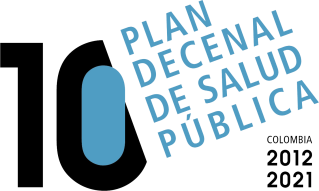 10
PLAN
DECENAL
DE SALUD
PÚBLICA
COLOMBIA
2012
2021